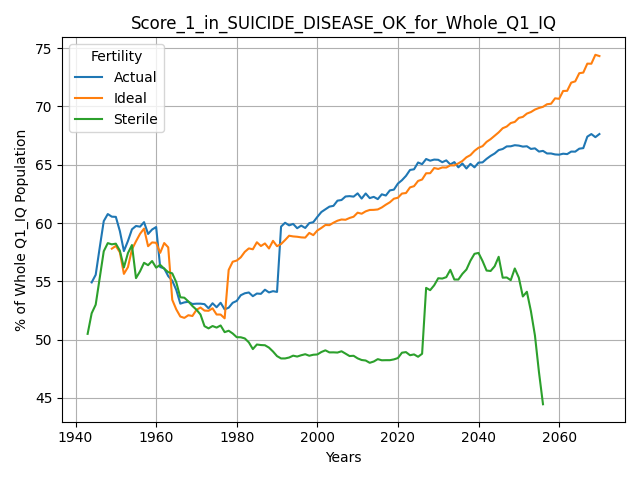 Score_1_in_SUICIDE_DISEASE_OK_for_Whole_Q1_IQ
% of Whole Q1_IQ Population
75
70
65
60
55
50
45
Fertility
Actual
Ideal
Sterile
1940 1960 1980 2000 2020 2040 2060
Years